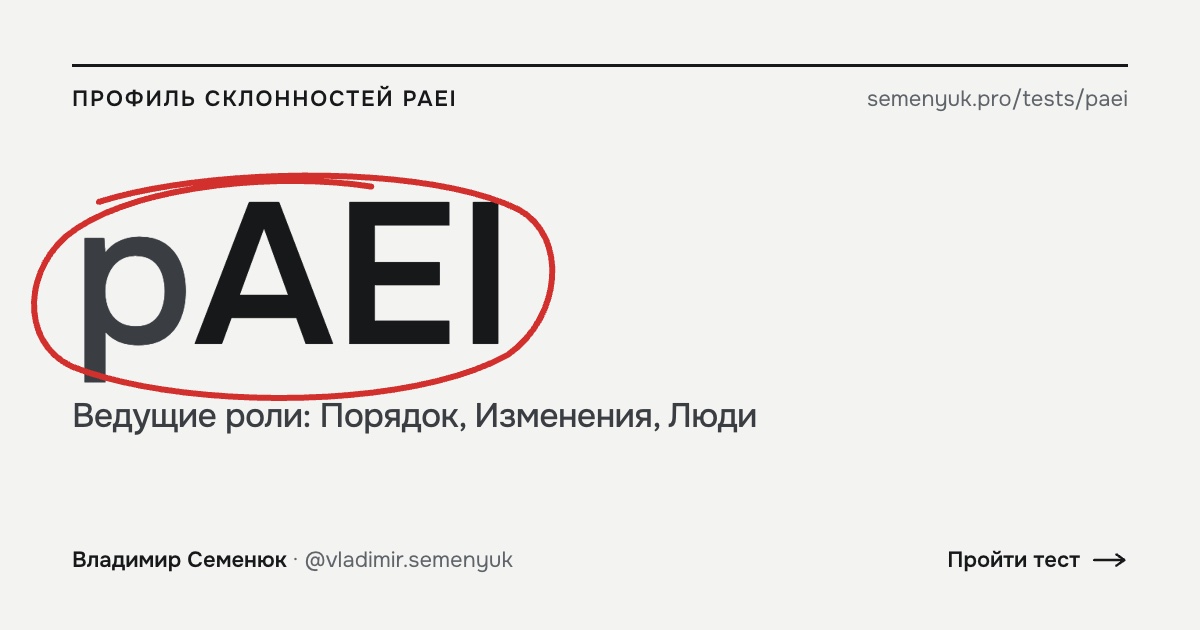 ПРОФИЛЬ СКЛОННОСТЕЙ PAEI
semenyuk.pro/tests/paei
pAEI
Ведущие роли: Порядок, Изменения, Люди
Владимир Семенюк · @vladimir.semenyuk
Пройти тест →